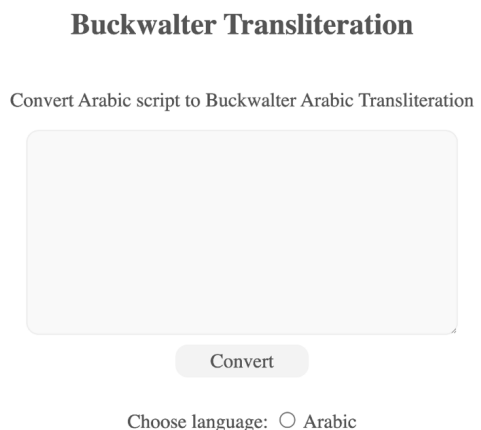 Buckwalter Transliteration
Convert Arabic script to Buckwalter Arabic Transliteration
Convert
Choose language: Arabic